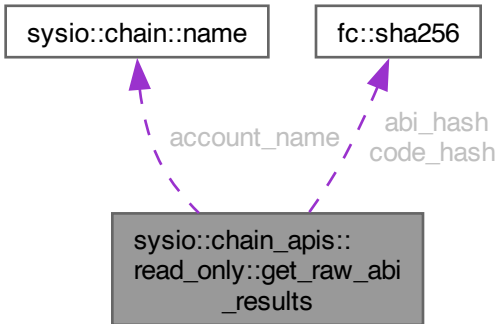 sysio::chain::name
fc::sha256
account_name
abi_hash
code_hash
sysio::chain_apis::
read_only::get_raw_abi
_results